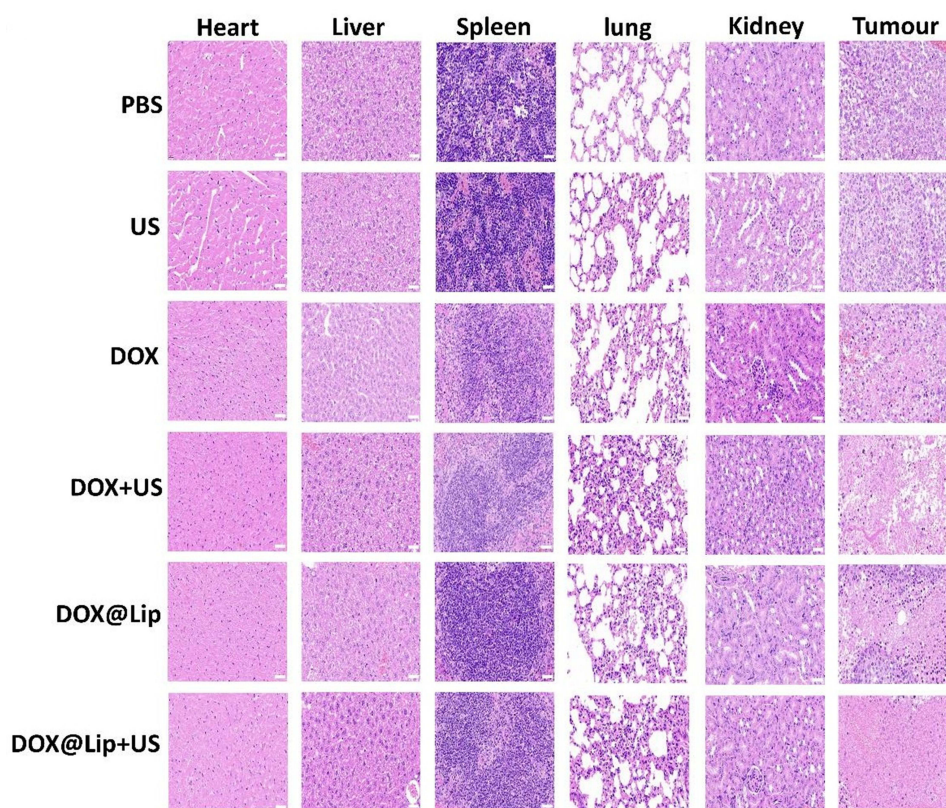 Heart Liver Spleen lung Kidney Tumour
PBS
US
DOX
DOX+US
DOX@Lip
DOX@Lip+US